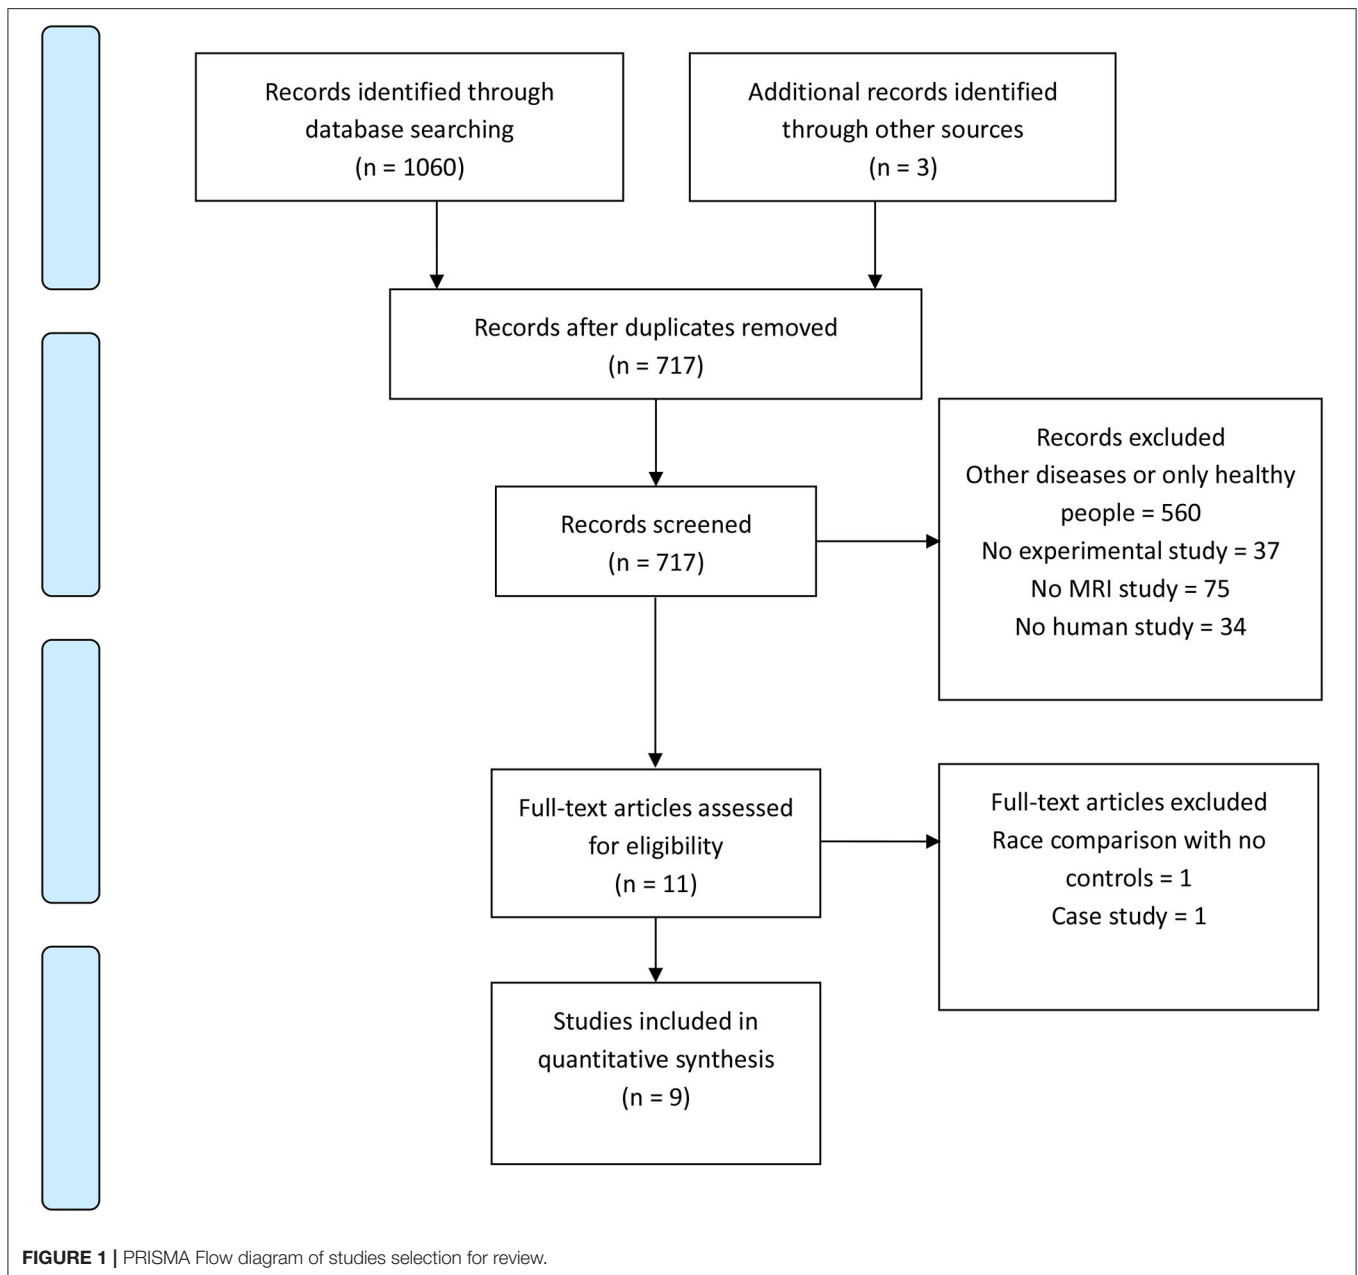 Records identified through
database searching
(n = 1060)
Additional records identified
through other sources
(n = 3)
Records after duplicates removed
(n = 717)
Records screened
(n = 717)
Records excluded
Other diseases or only healthy
people = 560
No experimental study = 37
No MRI study = 75
No human study = 34
Full-text articles assessed
for eligibility
(n = 11)
Full-text articles excluded
Race comparison with no
controls = 1
Case study = 1
Studies included in
quantitative synthesis
(n = 9)
FIGURE 1 | PRISMA Flow diagram of studies selection for review.